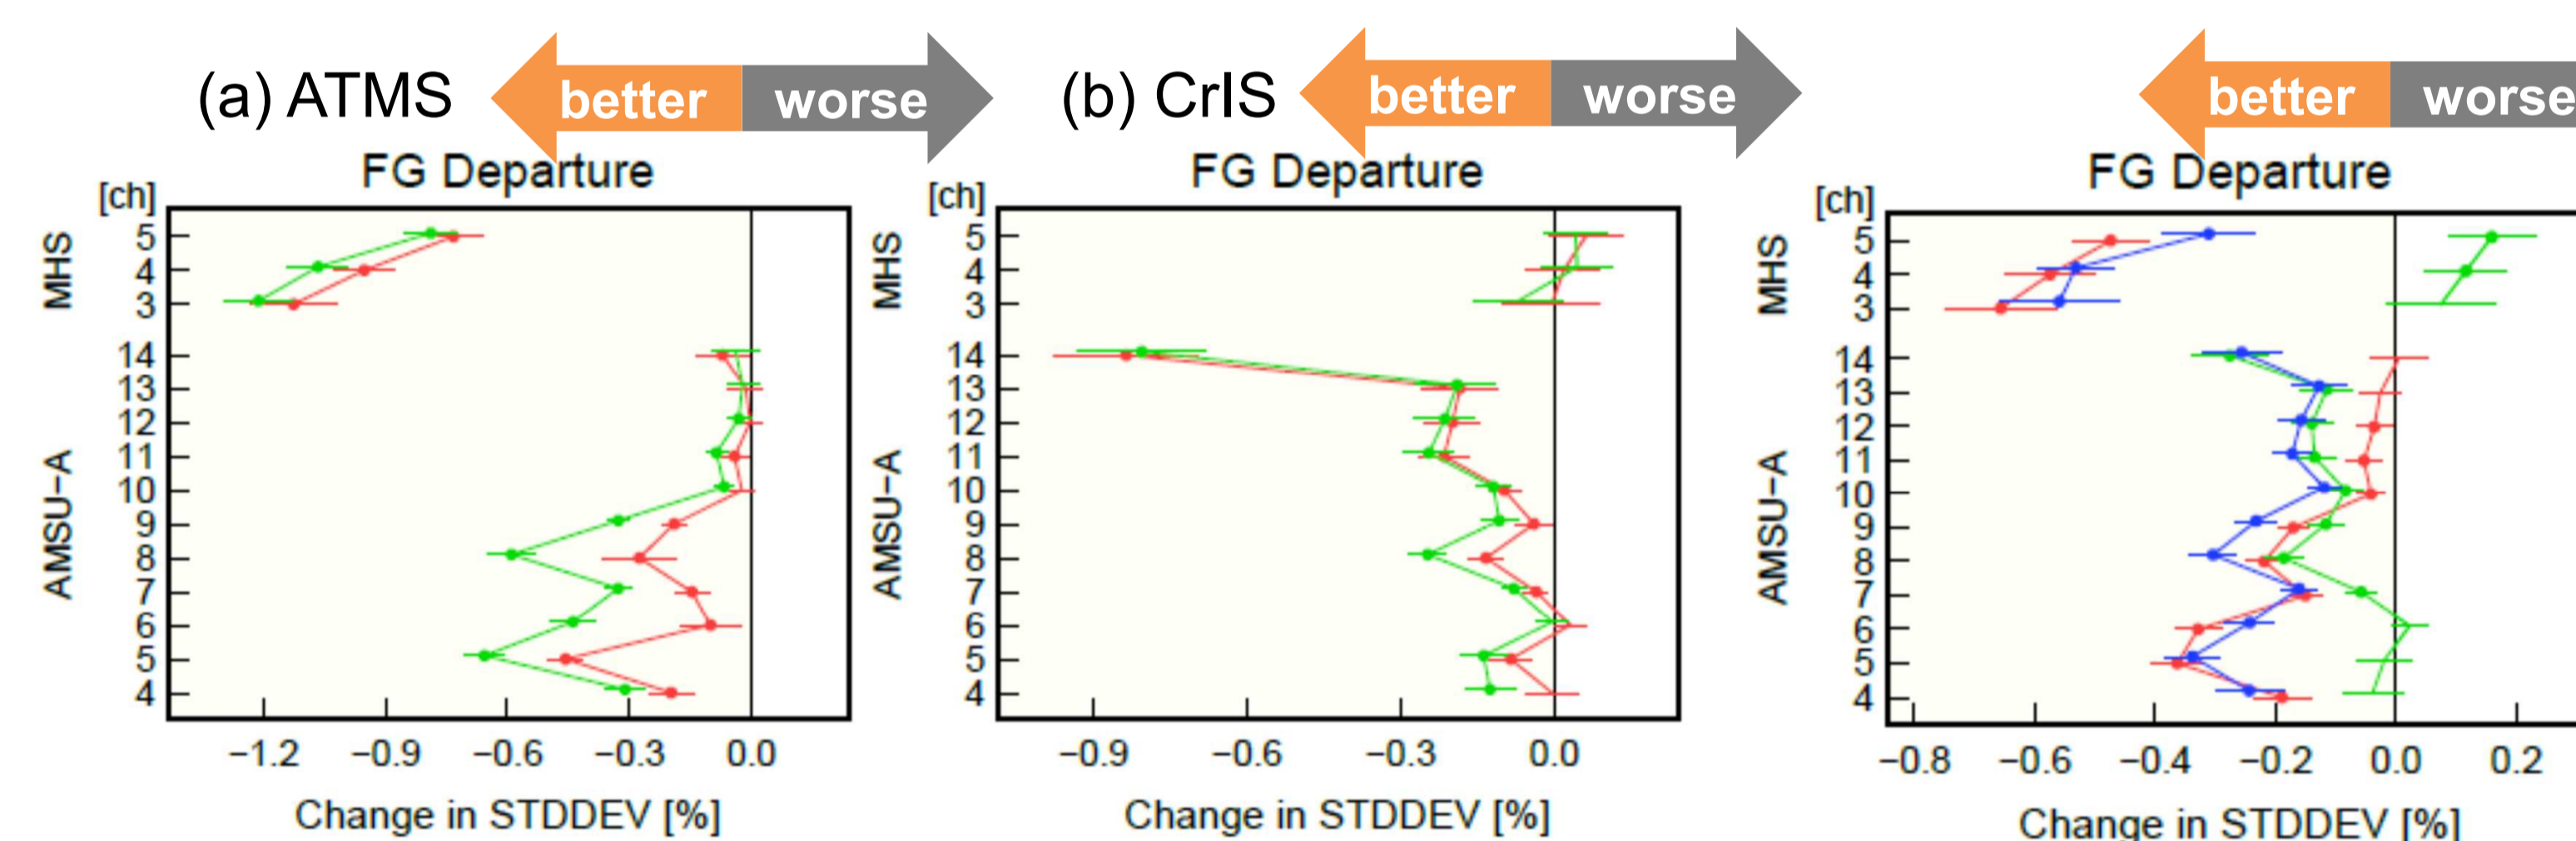 (a) ATMS
better
worse
FG Departure
[ch]
MHS
5
4
3
AMSU−A
14
13
12
11
10
9
8
7
6
5
4
−1.2 −0.9 −0.6 −0.3 0.0
Change in STDDEV [%]
(b) CrIS
better
worse
FG Departure
[ch]
MHS
5
4
3
AMSU−A
14
13
12
11
10
9
8
7
6
5
4
−0.9 −0.6 −0.3 0.0
Change in STDDEV [%]
better
worse
FG Departure
[ch]
MHS
5
4
3
AMSU−A
14
13
12
11
10
9
8
7
6
5
4
−0.8 −0.6 −0.4 −0.2 0.0 0.2
Change in STDDEV [%]